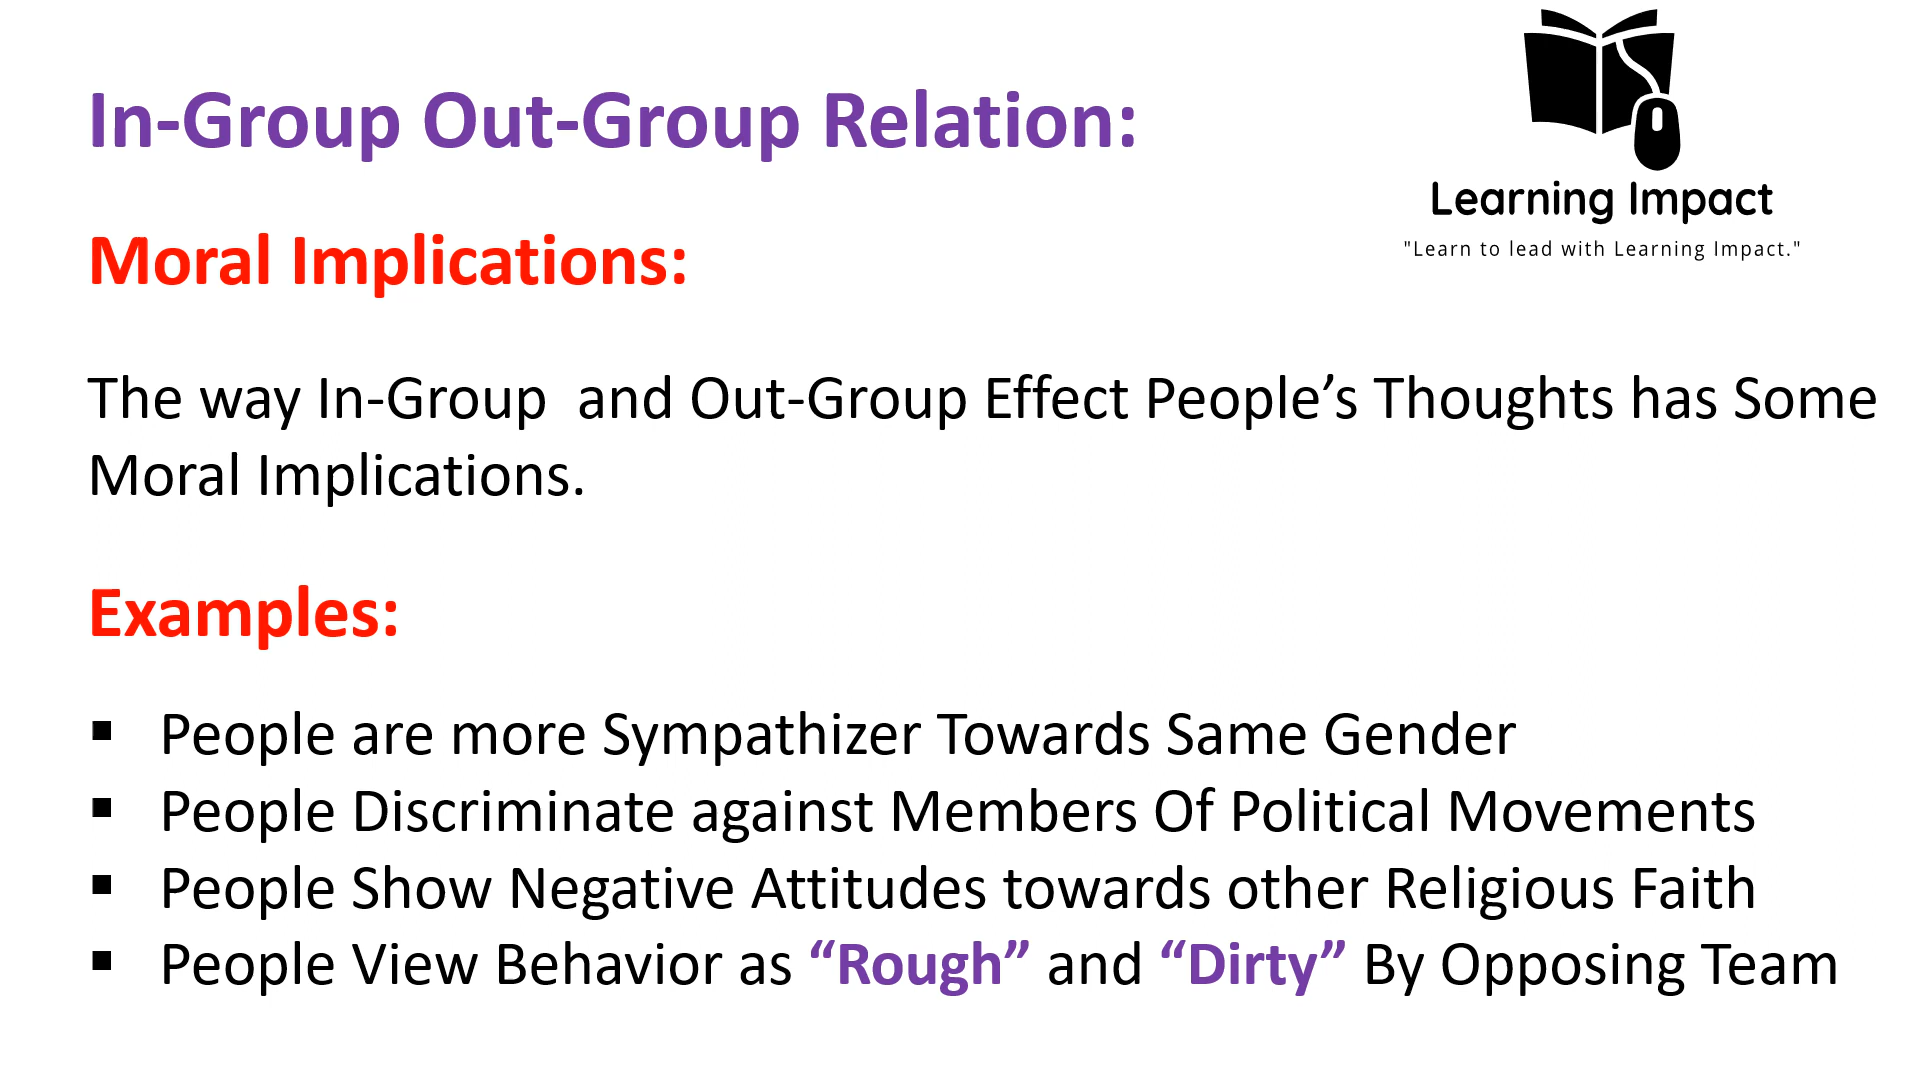 In-Group Out-Group Relation:
Learning Impact
"Learn to lead with Learning Impact."
Moral Implications:
The way In-Group  and Out-Group Effect People’s Thoughts has Some
Moral Implications.
Examples:
▪ People are more Sympathizer Towards Same Gender
▪ People Discriminate against Members Of Political Movements
▪ People Show Negative Attitudes towards other Religious Faith
▪ People View Behavior as “Rough” and “Dirty” By Opposing Team